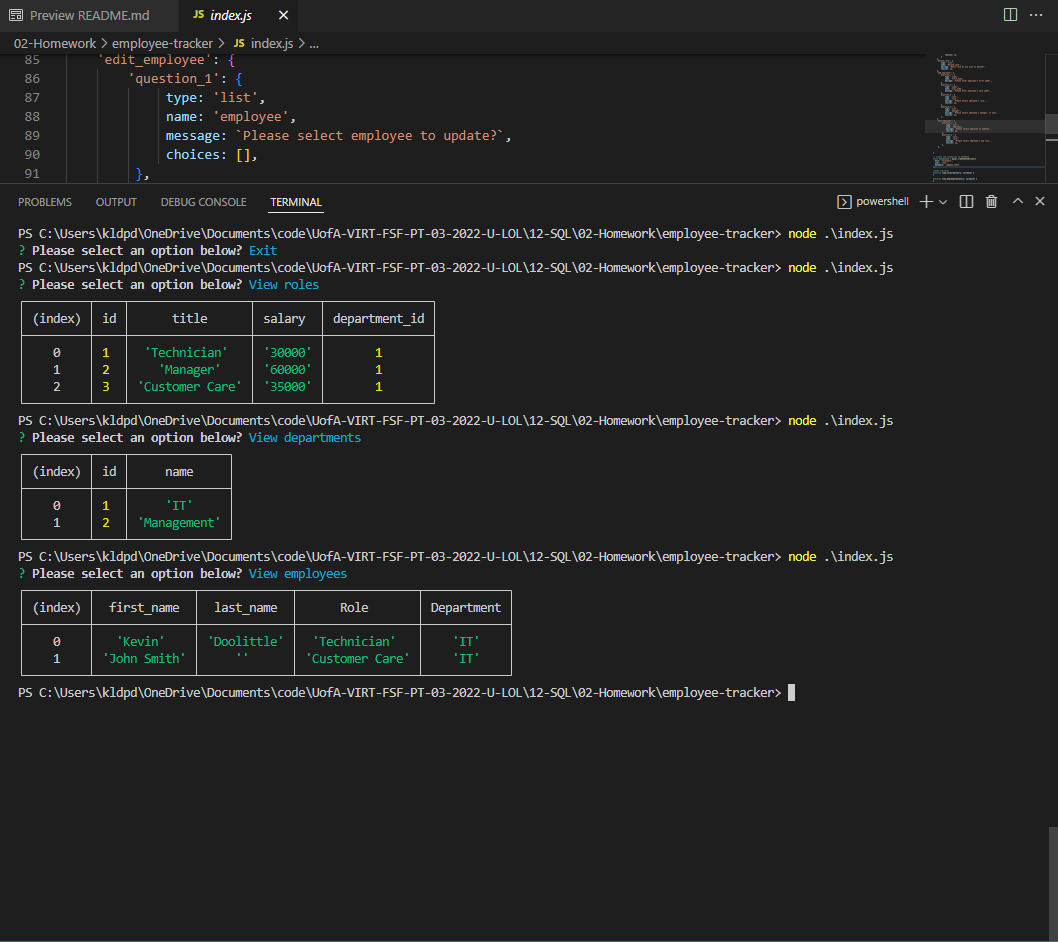 Preview README.md JS index.js
02-Homework > employee-tracker > JS index.js > ...
85 'edit_employee': {
86 'question_1': {
87 type: 'list',
88 name: 'employee',
89 message: `Please select employee to update?`,
90 choices: [],
91 },
PROBLEMS OUTPUT DEBUG CONSOLE TERMINAL powershell
PS C:\Users\kldpd\OneDrive\Documents\code\UofA-VIRT-FSF-PT-03-2022-U-LOL\12-SQL\02-Homework\employee-tracker> node .\index.js
? Please select an option below? Exit
PS C:\Users\kldpd\OneDrive\Documents\code\UofA-VIRT-FSF-PT-03-2022-U-LOL\12-SQL\02-Homework\employee-tracker> node .\index.js
? Please select an option below? View roles
(index) id title salary department_id
0 1 'Technician' '30000' 1
1 2 'Manager' '60000' 1
2 3 'Customer Care' '35000' 1
PS C:\Users\kldpd\OneDrive\Documents\code\UofA-VIRT-FSF-PT-03-2022-U-LOL\12-SQL\02-Homework\employee-tracker> node .\index.js
? Please select an option below? View departments
(index) id name
0 1 'IT'
1 2 'Management'
PS C:\Users\kldpd\OneDrive\Documents\code\UofA-VIRT-FSF-PT-03-2022-U-LOL\12-SQL\02-Homework\employee-tracker> node .\index.js
? Please select an option below? View employees
(index) first_name last_name Role Department
0 'Kevin' 'Doolittle' 'Technician' 'IT'
1 'John Smith' '' 'Customer Care' 'IT'
PS C:\Users\kldpd\OneDrive\Documents\code\UofA-VIRT-FSF-PT-03-2022-U-LOL\12-SQL\02-Homework\employee-tracker>